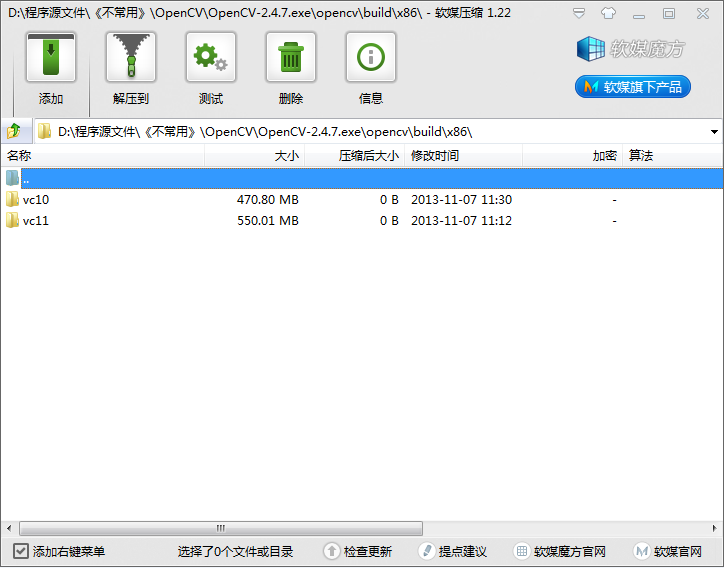 D:\程序源文件\《不常用》\OpenCV\OpenCV-2.4.7.exe\opencv\build\x86\ - 软媒压缩 1.22
添加 解压到 测试 删除 信息
软媒魔方
软媒旗下产品
D:\程序源文件\《不常用》\OpenCV\OpenCV-2.4.7.exe\opencv\build\x86\
名称 大小 压缩后大小 修改时间 加密 算法
..
vc10 470.80 MB 0 B 2013-11-07 11:30 -
vc11 550.01 MB 0 B 2013-11-07 11:12 -
添加右键菜单 选择了0个文件或目录 检查更新 提点建议 软媒魔方官网 软媒官网